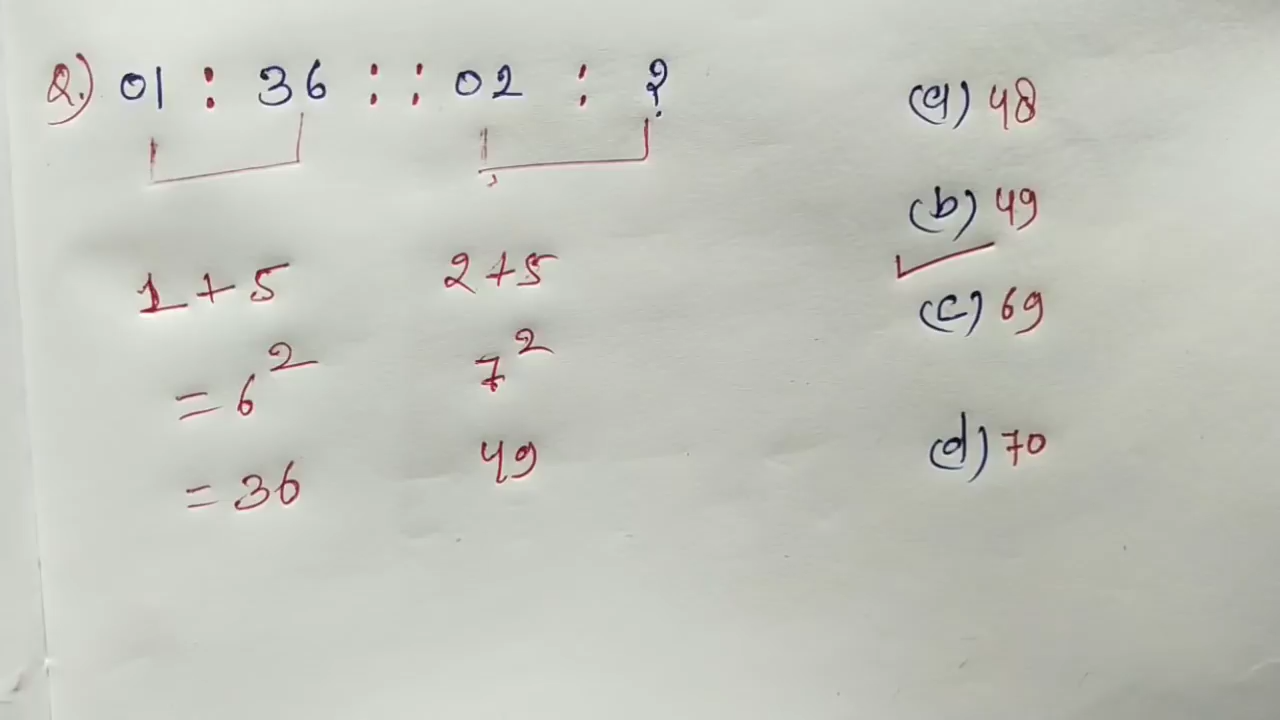 Q.) 01 : 36 : : 02 : ?
(a) 48
(b) 49
(c) 69
(d) 70
1 + 5
= 6²
= 36
2 + 5
7²
49